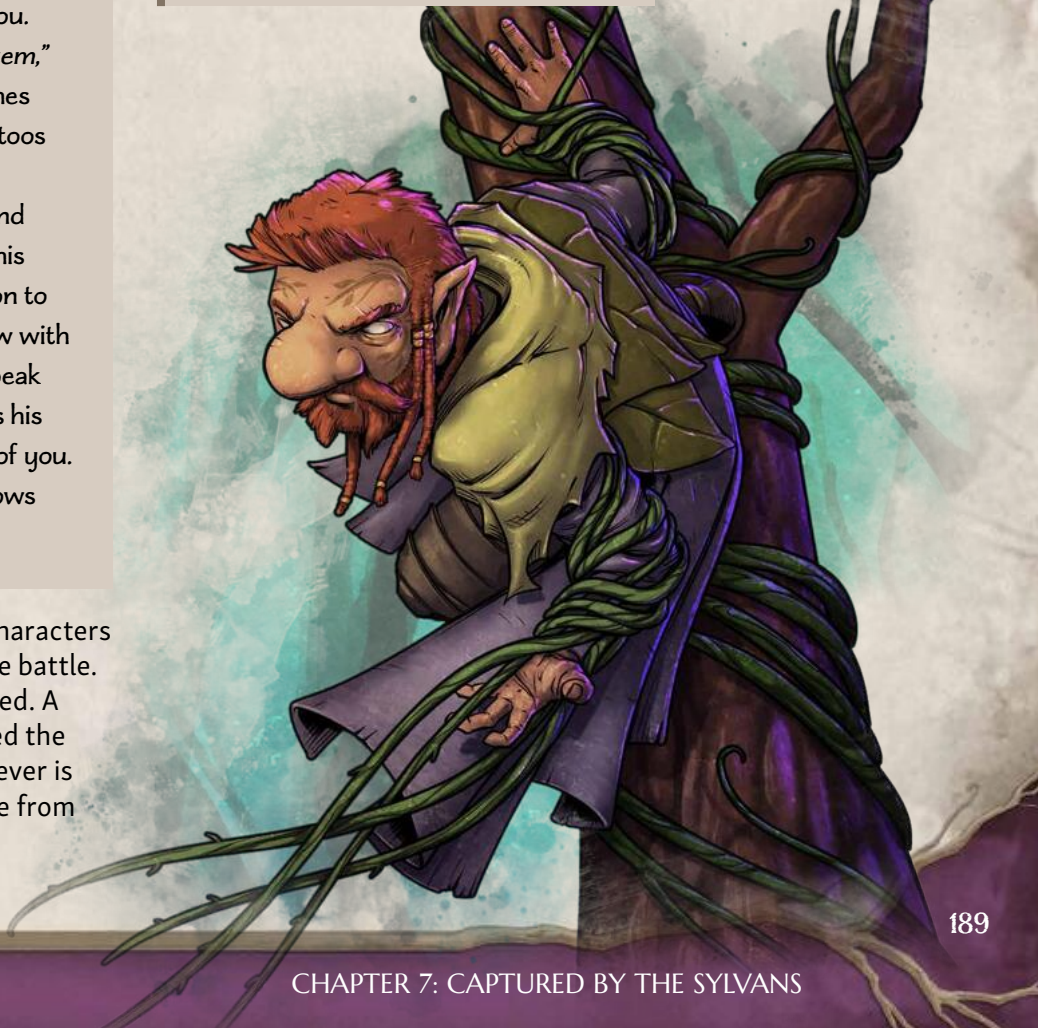 ou.
em,”
nes
toos
nd
his
on to
w with
peak
s his
of you.
ows
haracters
e battle.
ed. A
ed the
ever is
e from
189
CHAPTER 7: CAPTURED BY THE SYLVANS